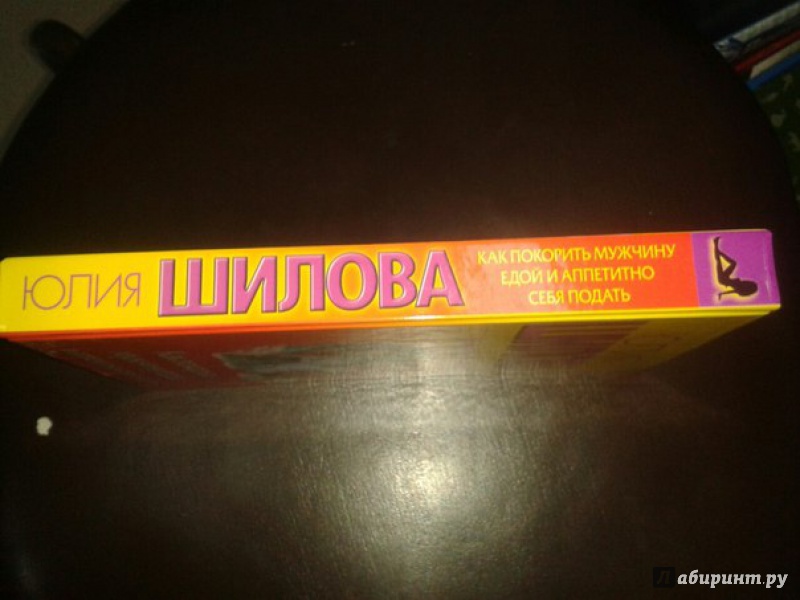 ЮЛИЯ
ШИЛОВА
КАК ПОКОРИТЬ МУЖЧИНУ
ЕДОЙ И АППЕТИТНО
СЕБЯ ПОДАТЬ
Лабиринт.ру